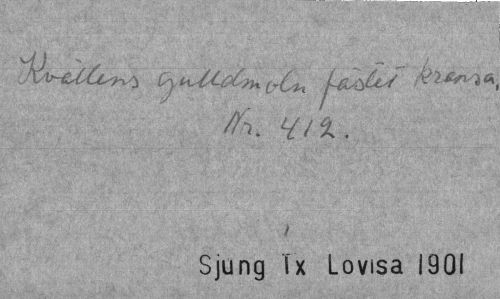 Kvällens gulldmoln fästet kransa.
Nr. 412.
Sjung Ix Lovisa 1901